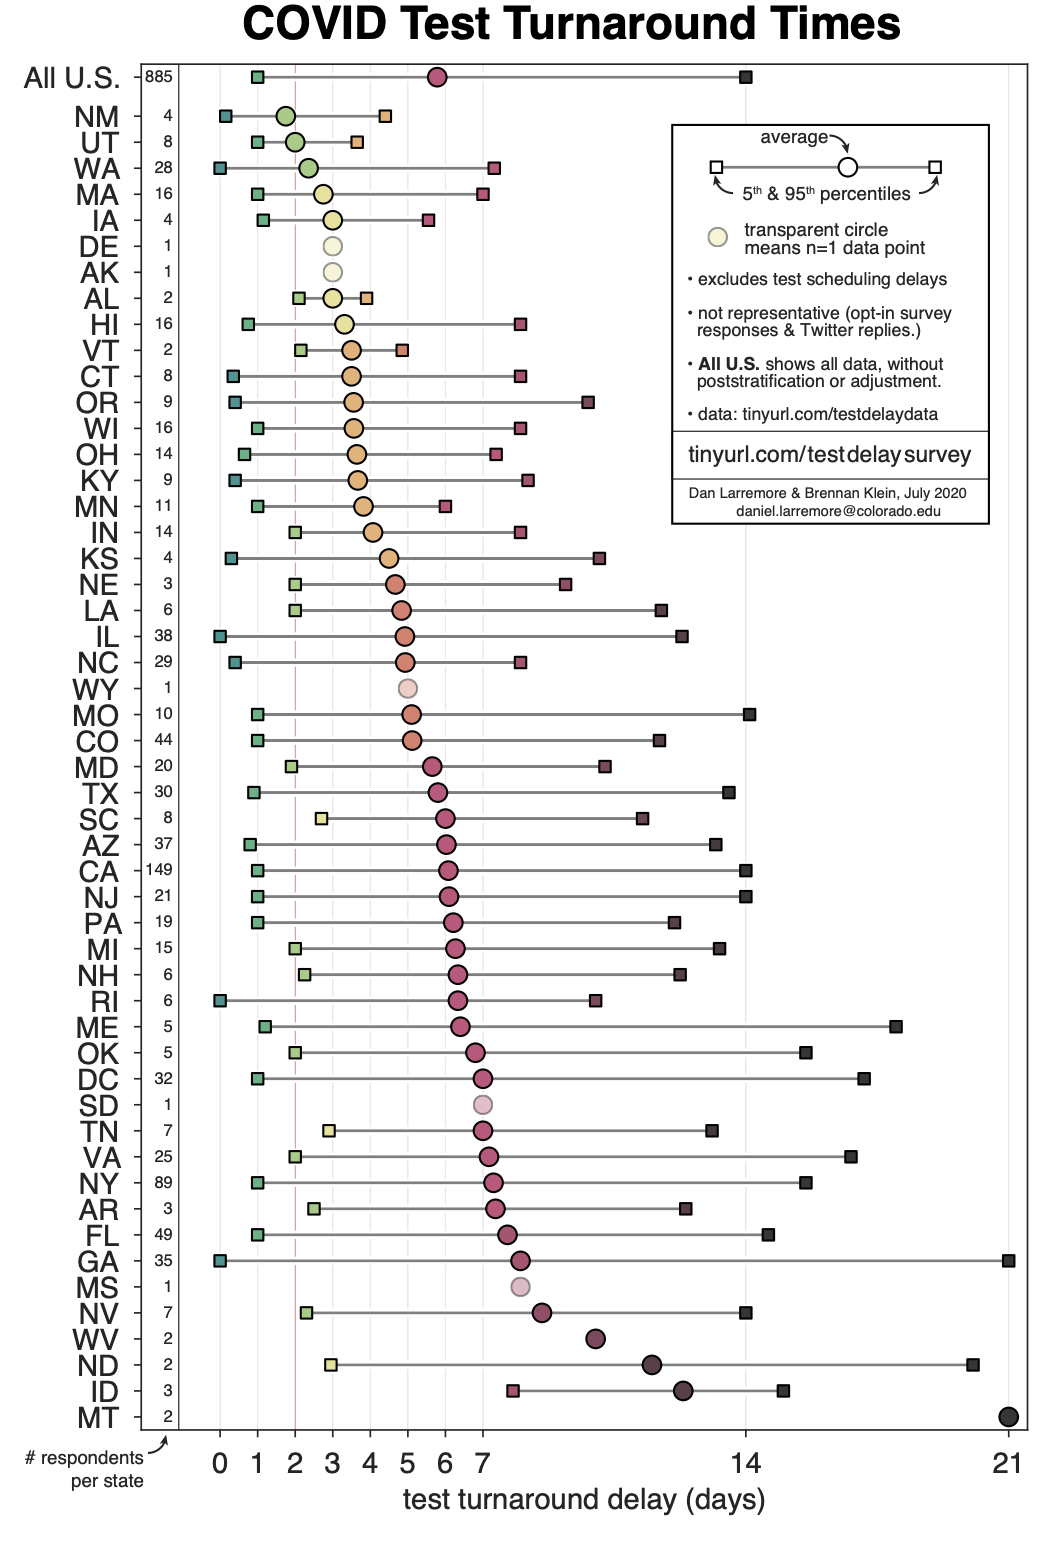 COVID Test Turnaround Times
All U.S. 885
NM 4
UT 8
WA 28
MA 16
IA 4
DE 1
AK 1
AL 2
HI 16
VT 2
CT 8
OR 9
WI 16
OH 14
KY 9
MN 11
IN 14
KS 4
NE 3
LA 6
IL 38
NC 29
WY 1
MO 10
CO 44
MD 20
TX 30
SC 8
AZ 37
CA 149
NJ 21
PA 19
MI 15
NH 6
RI 6
ME 5
OK 5
DC 32
SD 1
TN 7
VA 25
NY 89
AR 3
FL 49
GA 35
MS 1
NV 7
WV 2
ND 2
ID 3
MT 2
average
5th & 95th percentiles
transparent circle
means n=1 data point
• excludes test scheduling delays
• not representative (opt-in survey
responses & Twitter replies.)
• All U.S. shows all data, without
poststratification or adjustment.
• data: tinyurl.com/testdelaydata
tinyurl.com/testdelaysurvey
Dan Larremore & Brennan Klein, July 2020
daniel.larremore@colorado.edu
# respondents
per state
0 1 2 3 4 5 6 7 14 21
test turnaround delay (days)